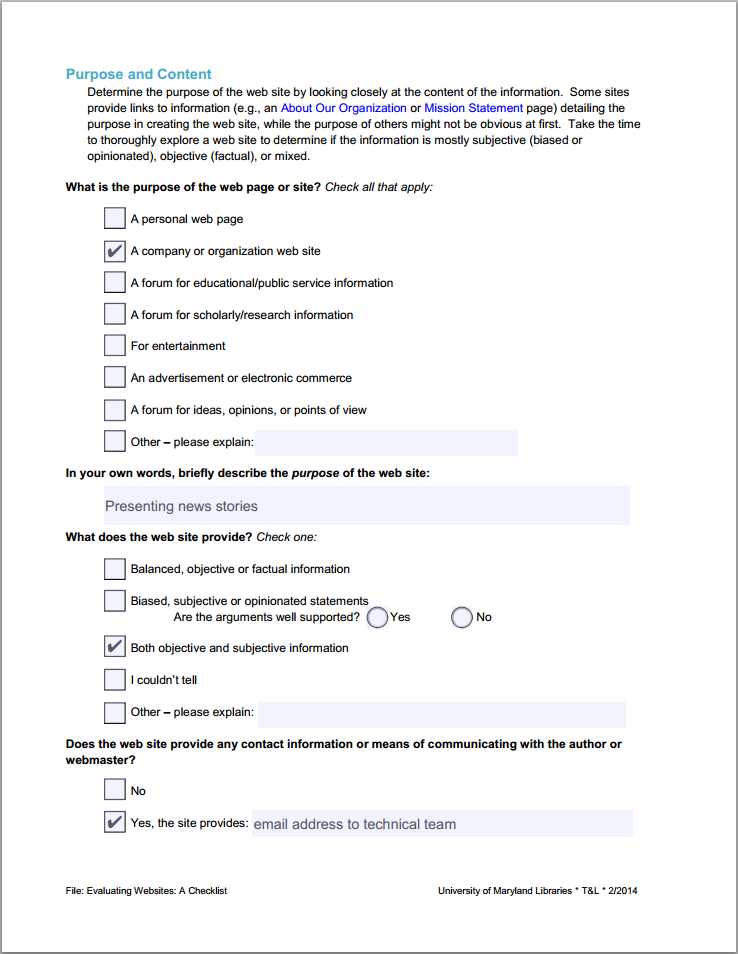 Purpose and Content
Determine the purpose of the web site by looking closely at the content of the information.  Some sites
provide links to information (e.g., an About Our Organization or Mission Statement page) detailing the
purpose in creating the web site, while the purpose of others might not be obvious at first.  Take the time
to thoroughly explore a web site to determine if the information is mostly subjective (biased or
opinionated), objective (factual), or mixed.
What is the purpose of the web page or site? Check all that apply:
A personal web page
✔ A company or organization web site
A forum for educational/public service information
A forum for scholarly/research information
For entertainment
An advertisement or electronic commerce
A forum for ideas, opinions, or points of view
Other – please explain:
In your own words, briefly describe the purpose of the web site:
Presenting news stories
What does the web site provide? Check one:
Balanced, objective or factual information
Biased, subjective or opinionated statements
Are the arguments well supported? Yes No
✔ Both objective and subjective information
I couldn't tell
Other – please explain:
Does the web site provide any contact information or means of communicating with the author or
webmaster?
No
✔ Yes, the site provides: email address to technical team
File: Evaluating Websites: A Checklist University of Maryland Libraries * T&L * 2/2014